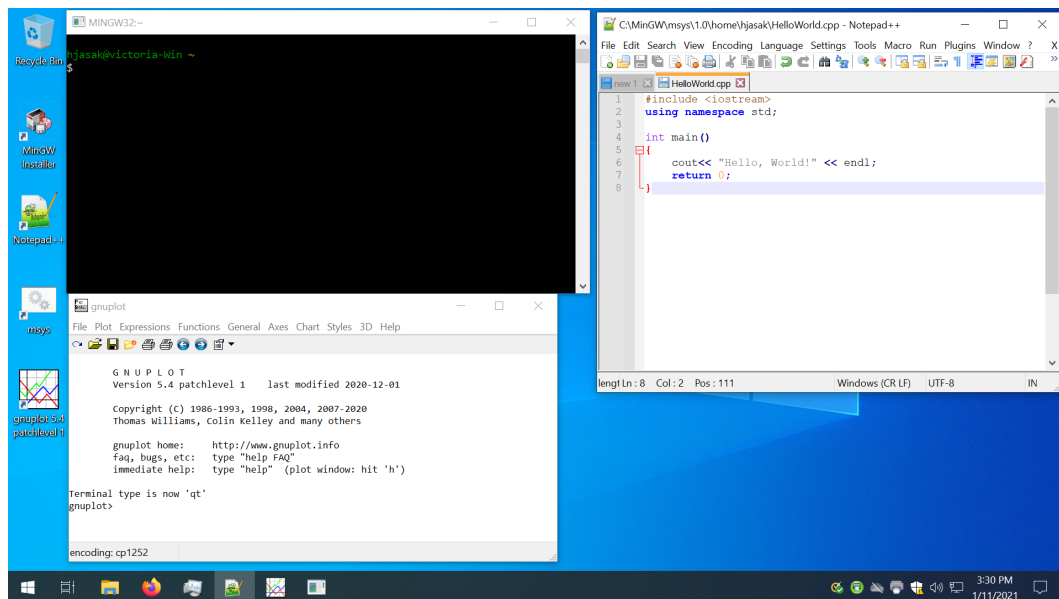 Recycle Bin
MinGW
Installer
Notepad++
msys
gnuplot 5.4
patchlevel 1
MINGW32:~
hjasak@victoria-Win ~
$
gnuplot
File Plot Expressions Functions General Axes Chart Styles 3D Help
G N U P L O T
Version 5.4 patchlevel 1    last modified 2020-12-01
Copyright (C) 1986-1993, 1998, 2004, 2007-2020
Thomas Williams, Colin Kelley and many others
gnuplot home:     http://www.gnuplot.info
faq, bugs, etc:   type "help FAQ"
immediate help:   type "help"  (plot window: hit 'h')
Terminal type is now 'qt'
gnuplot>
encoding: cp1252
C:\MinGW\msys\1.0\home\hjasak\HelloWorld.cpp - Notepad++
File Edit Search View Encoding Language Settings Tools Macro Run Plugins Window ? X
new 1 HelloWorld.cpp
1 #include <iostream>
2 using namespace std;
3
4 int main()
5 {
6     cout<< "Hello, World!" << endl;
7     return 0;
8 }
lengt Ln : 8 Col : 2 Pos : 111 Windows (CR LF) UTF-8 IN
3:30 PM
1/11/2021